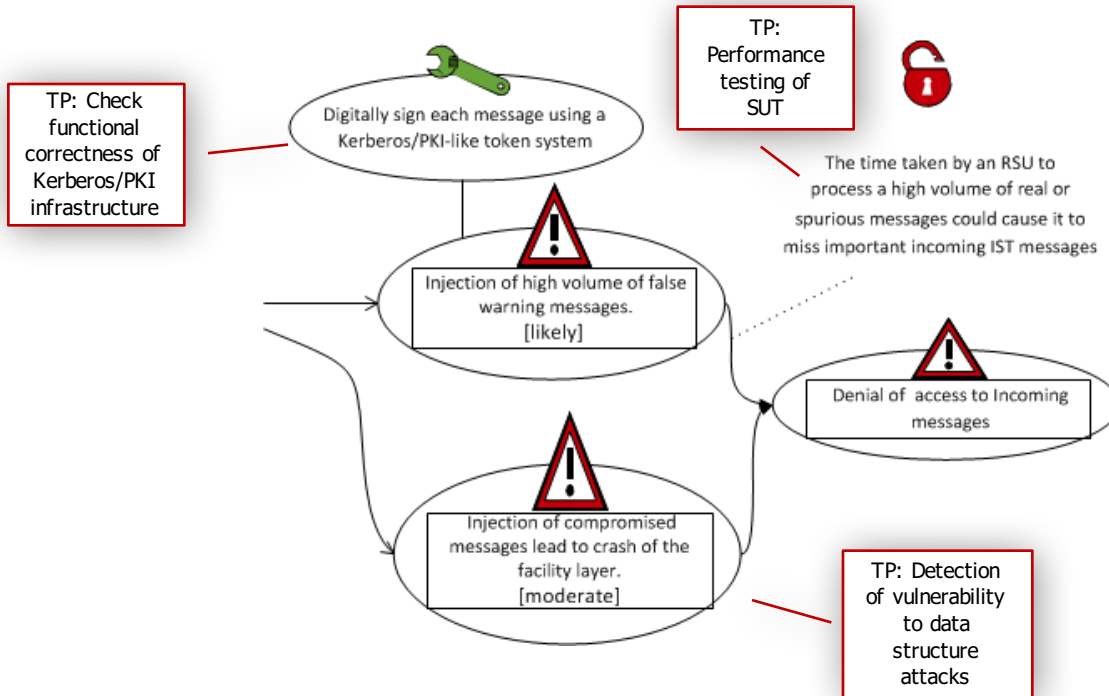 TP: Check
functional
correctness of
Kerberos/PKI
infrastructure
Digitally sign each message using a
Kerberos/PKI-like token system
TP:
Performance
testing of
SUT
The time taken by an RSU to
process a high volume of real or
spurious messages could cause it to
miss important incoming IST messages
Injection of high volume of false
warning messages.
[likely]
Denial of access to Incoming
messages
Injection of compromised
messages lead to crash of the
facility layer.
[moderate]
TP: Detection
of vulnerability
to data
structure
attacks